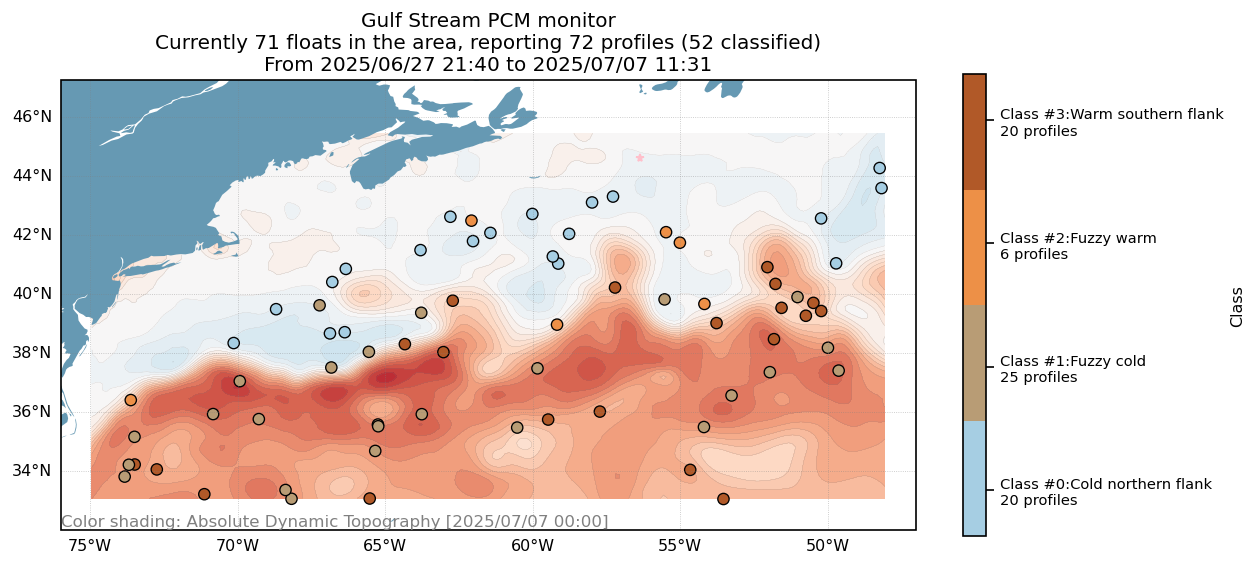 Gulf Stream PCM monitor
Currently 71 floats in the area, reporting 72 profiles (52 classified)
From 2025/06/27 21:40 to 2025/07/07 11:31
46°N
44°N
42°N
40°N
38°N
36°N
34°N
Color shading: Absolute Dynamic Topography [2025/07/07 00:00]
75°W
70°W
65°W
60°W
55°W
50°W
Class #3:Warm southern flank
20 profiles
Class #2:Fuzzy warm
6 profiles
Class #1:Fuzzy cold
25 profiles
Class #0:Cold northern flank
20 profiles
Class